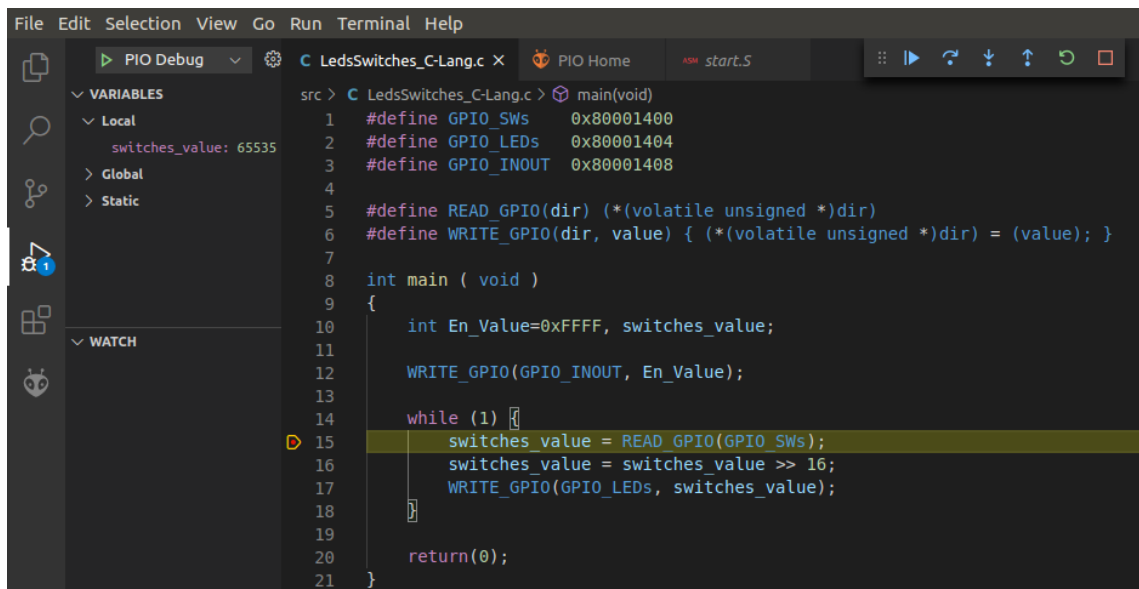 File Edit Selection View Go Run Terminal Help
PIO Debug
C LedsSwitches_C-Lang.c
PIO Home
ASM start.S
VARIABLES
Local
switches_value: 65535
Global
Static
WATCH
1
src > C LedsSwitches_C-Lang.c > main(void)
1 #define GPIO_SWs 0x80001400
2 #define GPIO_LEDs 0x80001404
3 #define GPIO_INOUT 0x80001408
4
5 #define READ_GPIO(dir) (*(volatile unsigned *)dir)
6 #define WRITE_GPIO(dir, value) { (*(volatile unsigned *)dir) = (value); }
7
8 int main ( void )
9 {
10 int En_Value=0xFFFF, switches_value;
11
12 WRITE_GPIO(GPIO_INOUT, En_Value);
13
14 while (1) {
15 switches_value = READ_GPIO(GPIO_SWs);
16 switches_value = switches_value >> 16;
17 WRITE_GPIO(GPIO_LEDs, switches_value);
18 }
19
20 return(0);
21 }